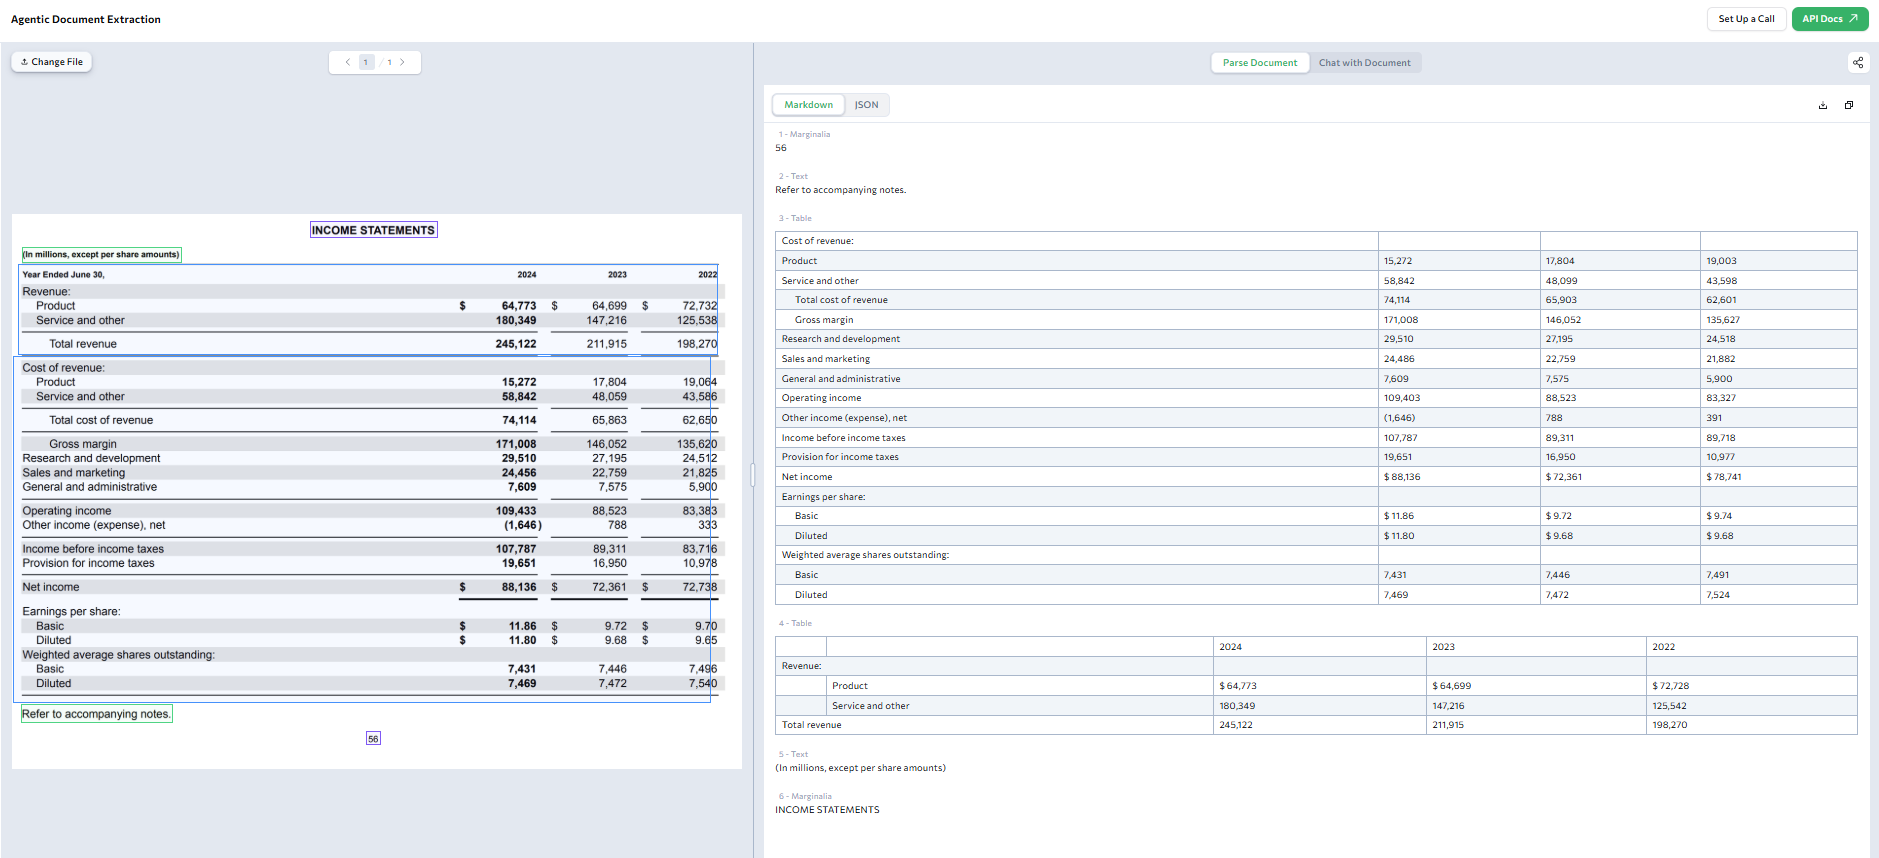 Agentic Document Extraction
Set Up a Call
API Docs
Change File
1 / 1
Parse Document
Chat with Document
INCOME STATEMENTS
(In millions, except per share amounts)
Year Ended June 30, 2024 2023 2022
Revenue:
Product $ 64,773 $ 64,699 $ 72,732
Service and other 180,349 147,216 125,538
Total revenue 245,122 211,915 198,270
Cost of revenue:
Product 15,272 17,804 19,064
Service and other 58,842 48,059 43,586
Total cost of revenue 74,114 65,863 62,650
Gross margin 171,008 146,052 135,620
Research and development 29,510 27,195 24,512
Sales and marketing 24,456 22,759 21,825
General and administrative 7,609 7,575 5,900
Operating income 109,433 88,523 83,383
Other income (expense), net (1,646) 788 333
Income before income taxes 107,787 89,311 83,716
Provision for income taxes 19,651 16,950 10,978
Net income $ 88,136 $ 72,361 $ 72,738
Earnings per share:
Basic $ 11.86 $ 9.72 $ 9.70
Diluted $ 11.80 $ 9.68 $ 9.65
Weighted average shares outstanding:
Basic 7,431 7,446 7,496
Diluted 7,469 7,472 7,540
Refer to accompanying notes.
56
Markdown
JSON
1 - Marginalia
56
2 - Text
Refer to accompanying notes.
3 - Table
Cost of revenue:
Product 15,272 17,804 19,003
Service and other 58,842 48,099 43,598
Total cost of revenue 74,114 65,903 62,601
Gross margin 171,008 146,052 135,627
Research and development 29,510 27,195 24,518
Sales and marketing 24,486 22,759 21,882
General and administrative 7,609 7,575 5,900
Operating income 109,403 88,523 83,327
Other income (expense), net (1,646) 788 391
Income before income taxes 107,787 89,311 89,718
Provision for income taxes 19,651 16,950 10,977
Net income $ 88,136 $ 72,361 $ 78,741
Earnings per share:
Basic $ 11.86 $ 9.72 $ 9.74
Diluted $ 11.80 $ 9.68 $ 9.68
Weighted average shares outstanding:
Basic 7,431 7,446 7,491
Diluted 7,469 7,472 7,524
4 - Table
2024 2023 2022
Revenue:
Product $ 64,773 $ 64,699 $ 72,728
Service and other 180,349 147,216 125,542
Total revenue 245,122 211,915 198,270
5 - Text
(In millions, except per share amounts)
6 - Marginalia
INCOME STATEMENTS